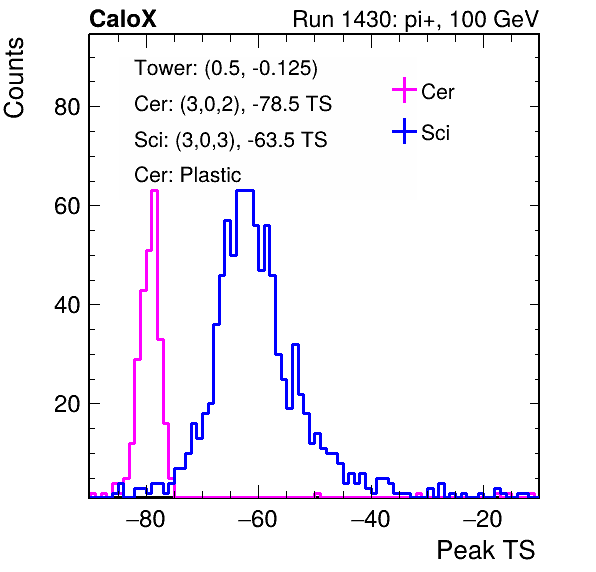 CaloX
Run 1430: pi+, 100 GeV
Counts
Tower: (0.5, -0.125)
Cer: (3,0,2), -78.5 TS
Sci: (3,0,3), -63.5 TS
Cer: Plastic
Cer
Sci
80
60
40
20
−80
−60
−40
−20
Peak TS